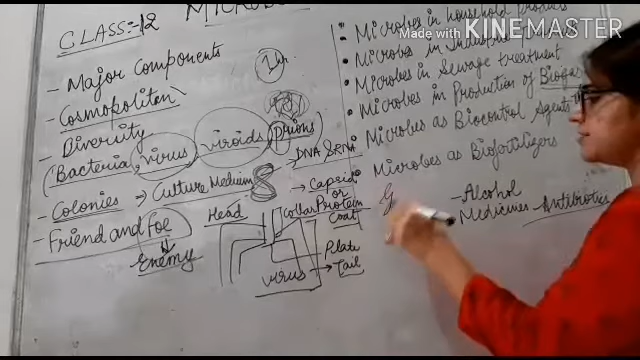 Made with KINEMASTER
CLASS:-12
- Major Components
- Cosmopoliton
- Diversity
(Bacteria, virus, viroids, Prions)
- Colonies → Culture Medium
- Friend and Foe
Enemy
→ DNA & RNA
→ Capsid
or
Protein
Coat
Head
Collar
Plate
→ Tail
virus
• Microbes in household Products
• Microbes in Industrial
• Microbes in Sewage treatment
• Microbes in Production of Biogas
• Microbes as Biocontrol Agents
• Microbes as Biofertilizers
- Alcohol
Medicines - Antibiotics